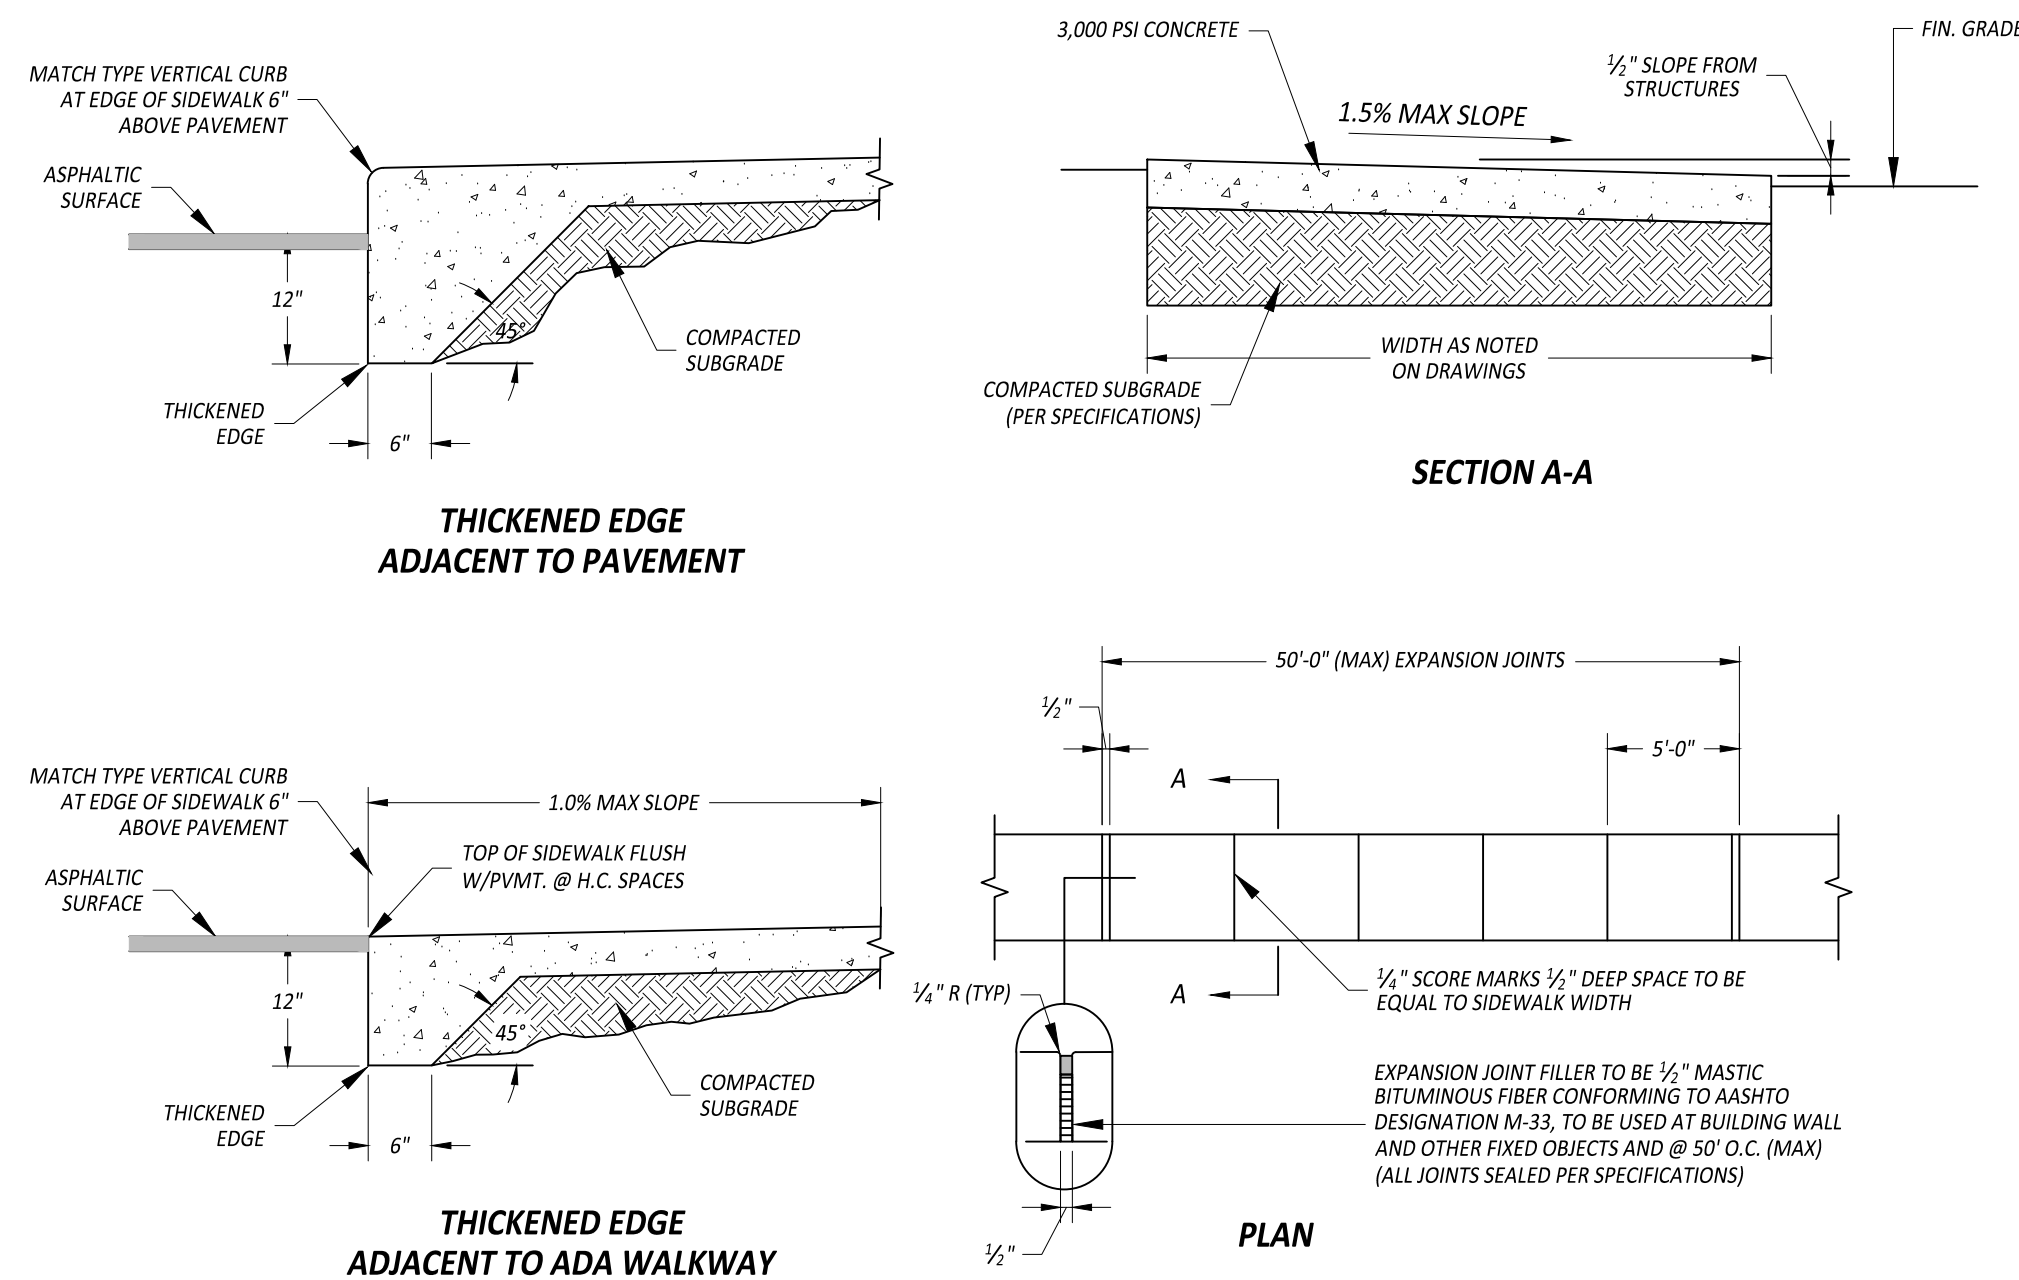 MATCH TYPE VERTICAL CURB
AT EDGE OF SIDEWALK 6"
ABOVE PAVEMENT
ASPHALTIC
SURFACE
12"
45°
COMPACTED
SUBGRADE
THICKENED
EDGE
6"
THICKENED EDGE
ADJACENT TO PAVEMENT
3,000 PSI CONCRETE
FIN. GRADE
½" SLOPE FROM
STRUCTURES
1.5% MAX SLOPE
WIDTH AS NOTED
ON DRAWINGS
COMPACTED SUBGRADE
(PER SPECIFICATIONS)
SECTION A-A
MATCH TYPE VERTICAL CURB
AT EDGE OF SIDEWALK 6"
ABOVE PAVEMENT
1.0% MAX SLOPE
TOP OF SIDEWALK FLUSH
W/PVMT. @ H.C. SPACES
ASPHALTIC
SURFACE
12"
45°
COMPACTED
SUBGRADE
THICKENED
EDGE
6"
THICKENED EDGE
ADJACENT TO ADA WALKWAY
50'-0" (MAX) EXPANSION JOINTS
½"
5'-0"
A
A
¼" SCORE MARKS ½" DEEP SPACE TO BE
EQUAL TO SIDEWALK WIDTH
¼" R (TYP)
EXPANSION JOINT FILLER TO BE ½" MASTIC
BITUMINOUS FIBER CONFORMING TO AASHTO
DESIGNATION M-33, TO BE USED AT BUILDING WALL
AND OTHER FIXED OBJECTS AND @ 50' O.C. (MAX)
(ALL JOINTS SEALED PER SPECIFICATIONS)
½"
PLAN